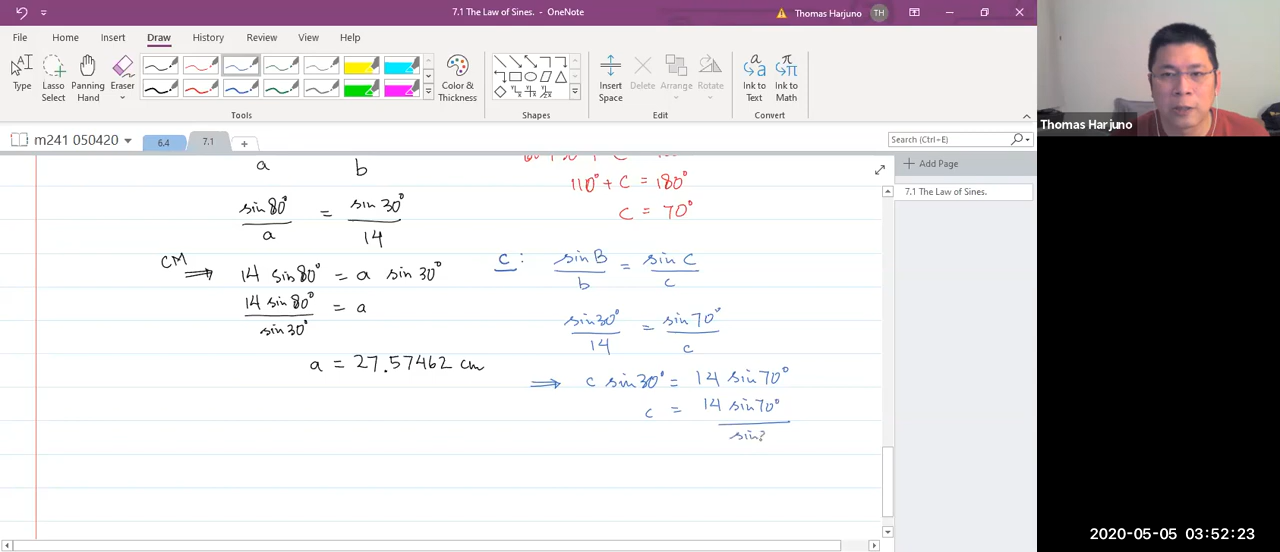 7.1 The Law of Sines. - OneNote
Thomas Harjuno
TH
File Home Insert Draw History Review View Help
Type
Lasso Select
Panning Hand
Eraser
Color & Thickness
Insert Space
Delete
Arrange
Rotate
Ink to Text
Ink to Math
Tools
Shapes
Edit
Convert
m241 050420
6.4
7.1
Search (Ctrl+E)
Add Page
7.1 The Law of Sines.
Thomas Harjuno
a b
sin 80° / a = sin 30° / 14
CM ⟹ 14 sin 80° = a sin 30°
14 sin 80° / sin 30° = a
a = 27.57462 cm
110° + C = 180°
C = 70°
c : sin B / b = sin C / c
sin 30° / 14 = sin 70° / c
⟹ c sin 30° = 14 sin 70°
c = 14 sin 70° / sin 3
2020-05-05 03:52:23